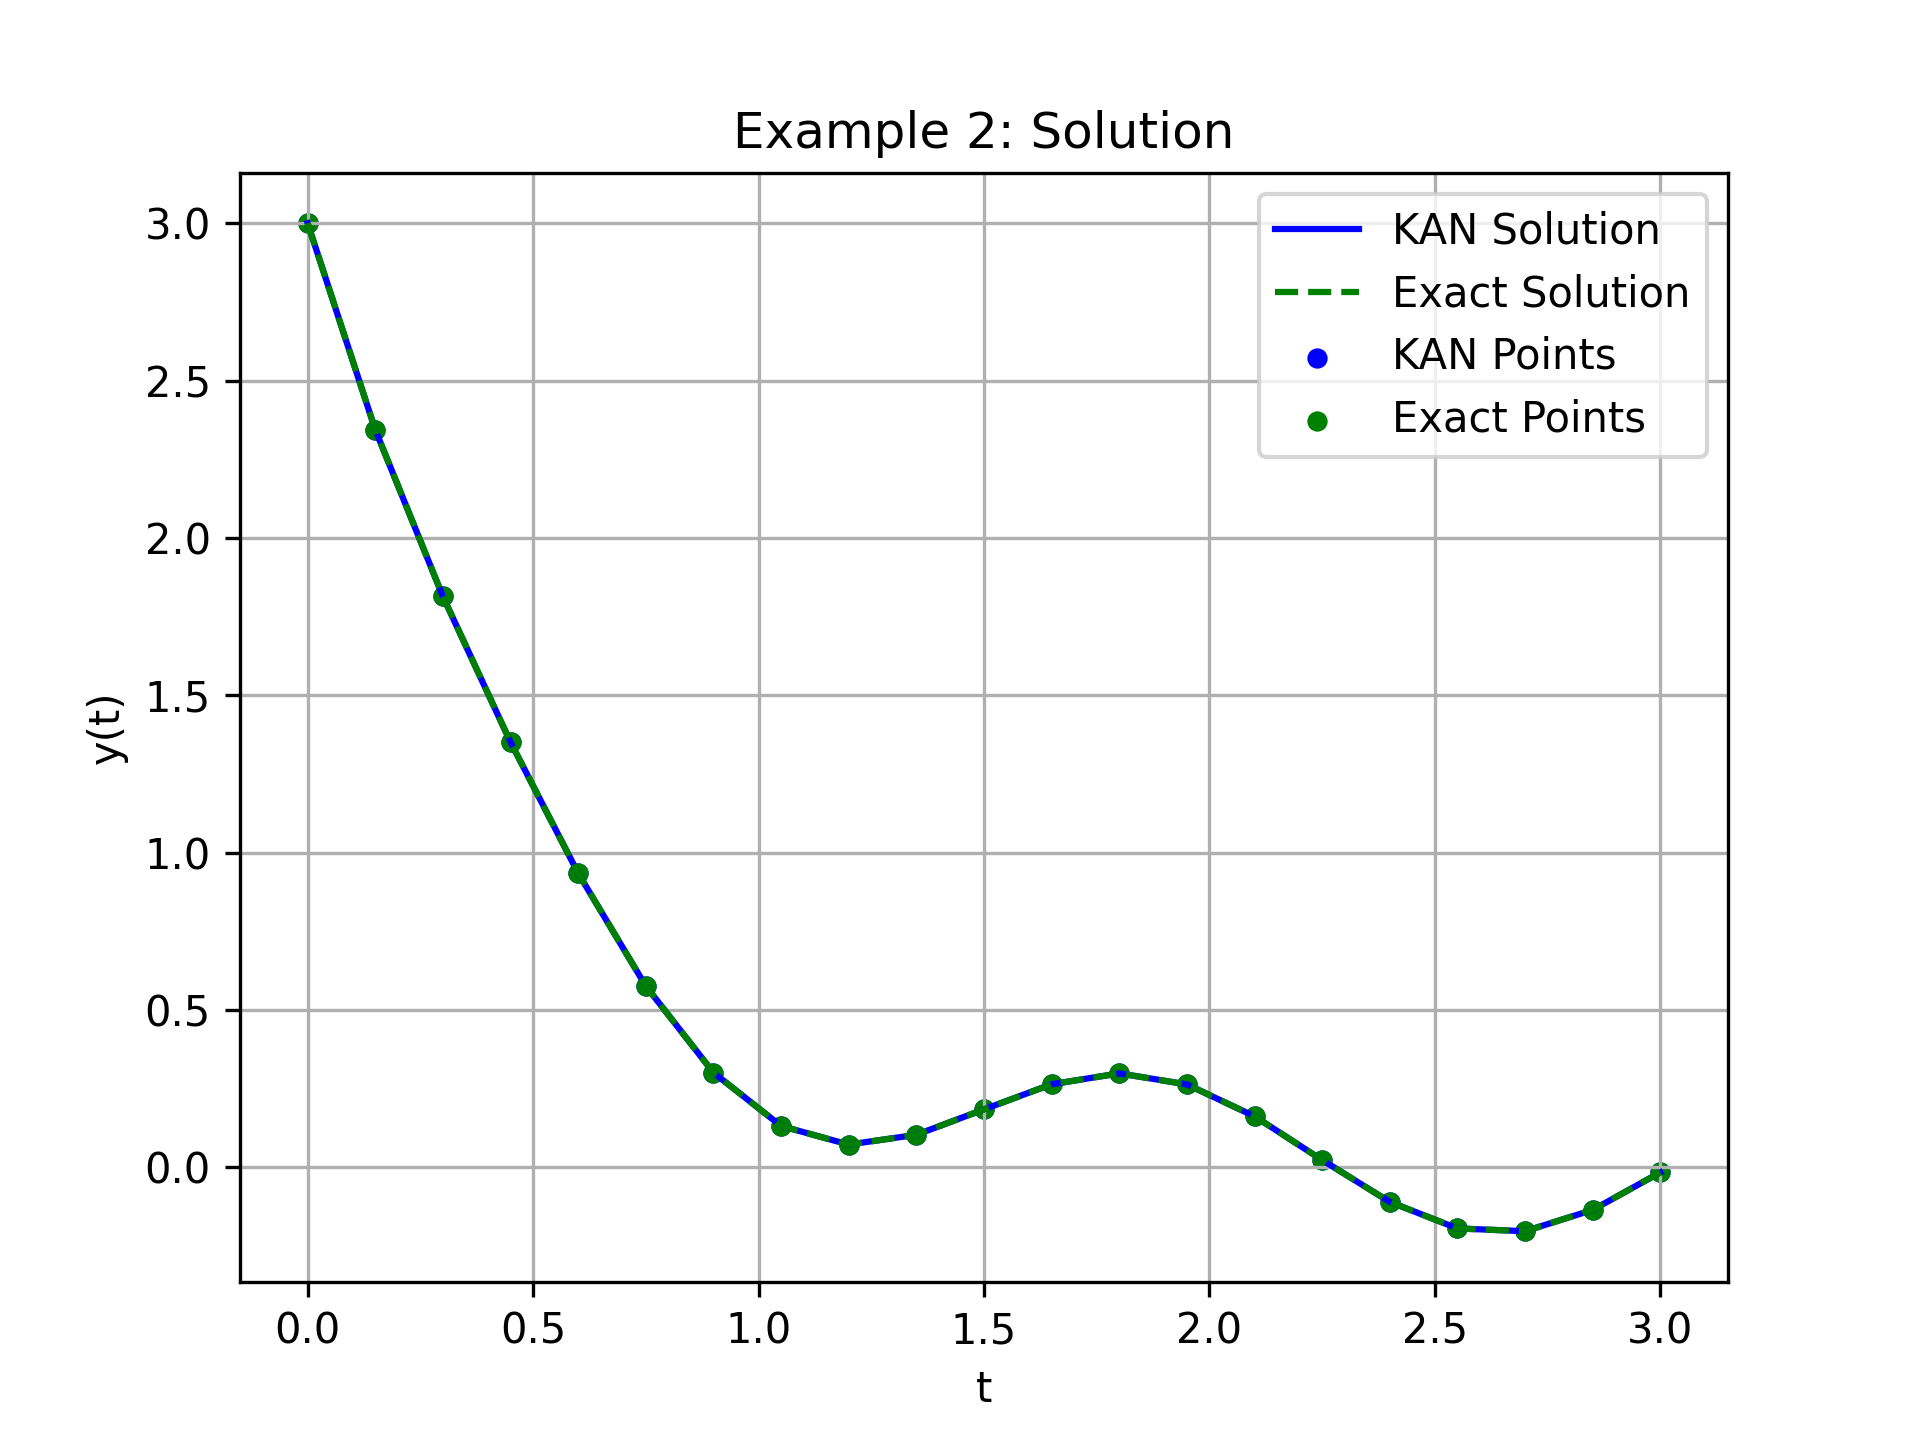 Example 2: Solution
KAN Solution
Exact Solution
KAN Points
Exact Points
y(t)
3.0
2.5
2.0
1.5
1.0
0.5
0.0
0.0 0.5 1.0 1.5 2.0 2.5 3.0
t